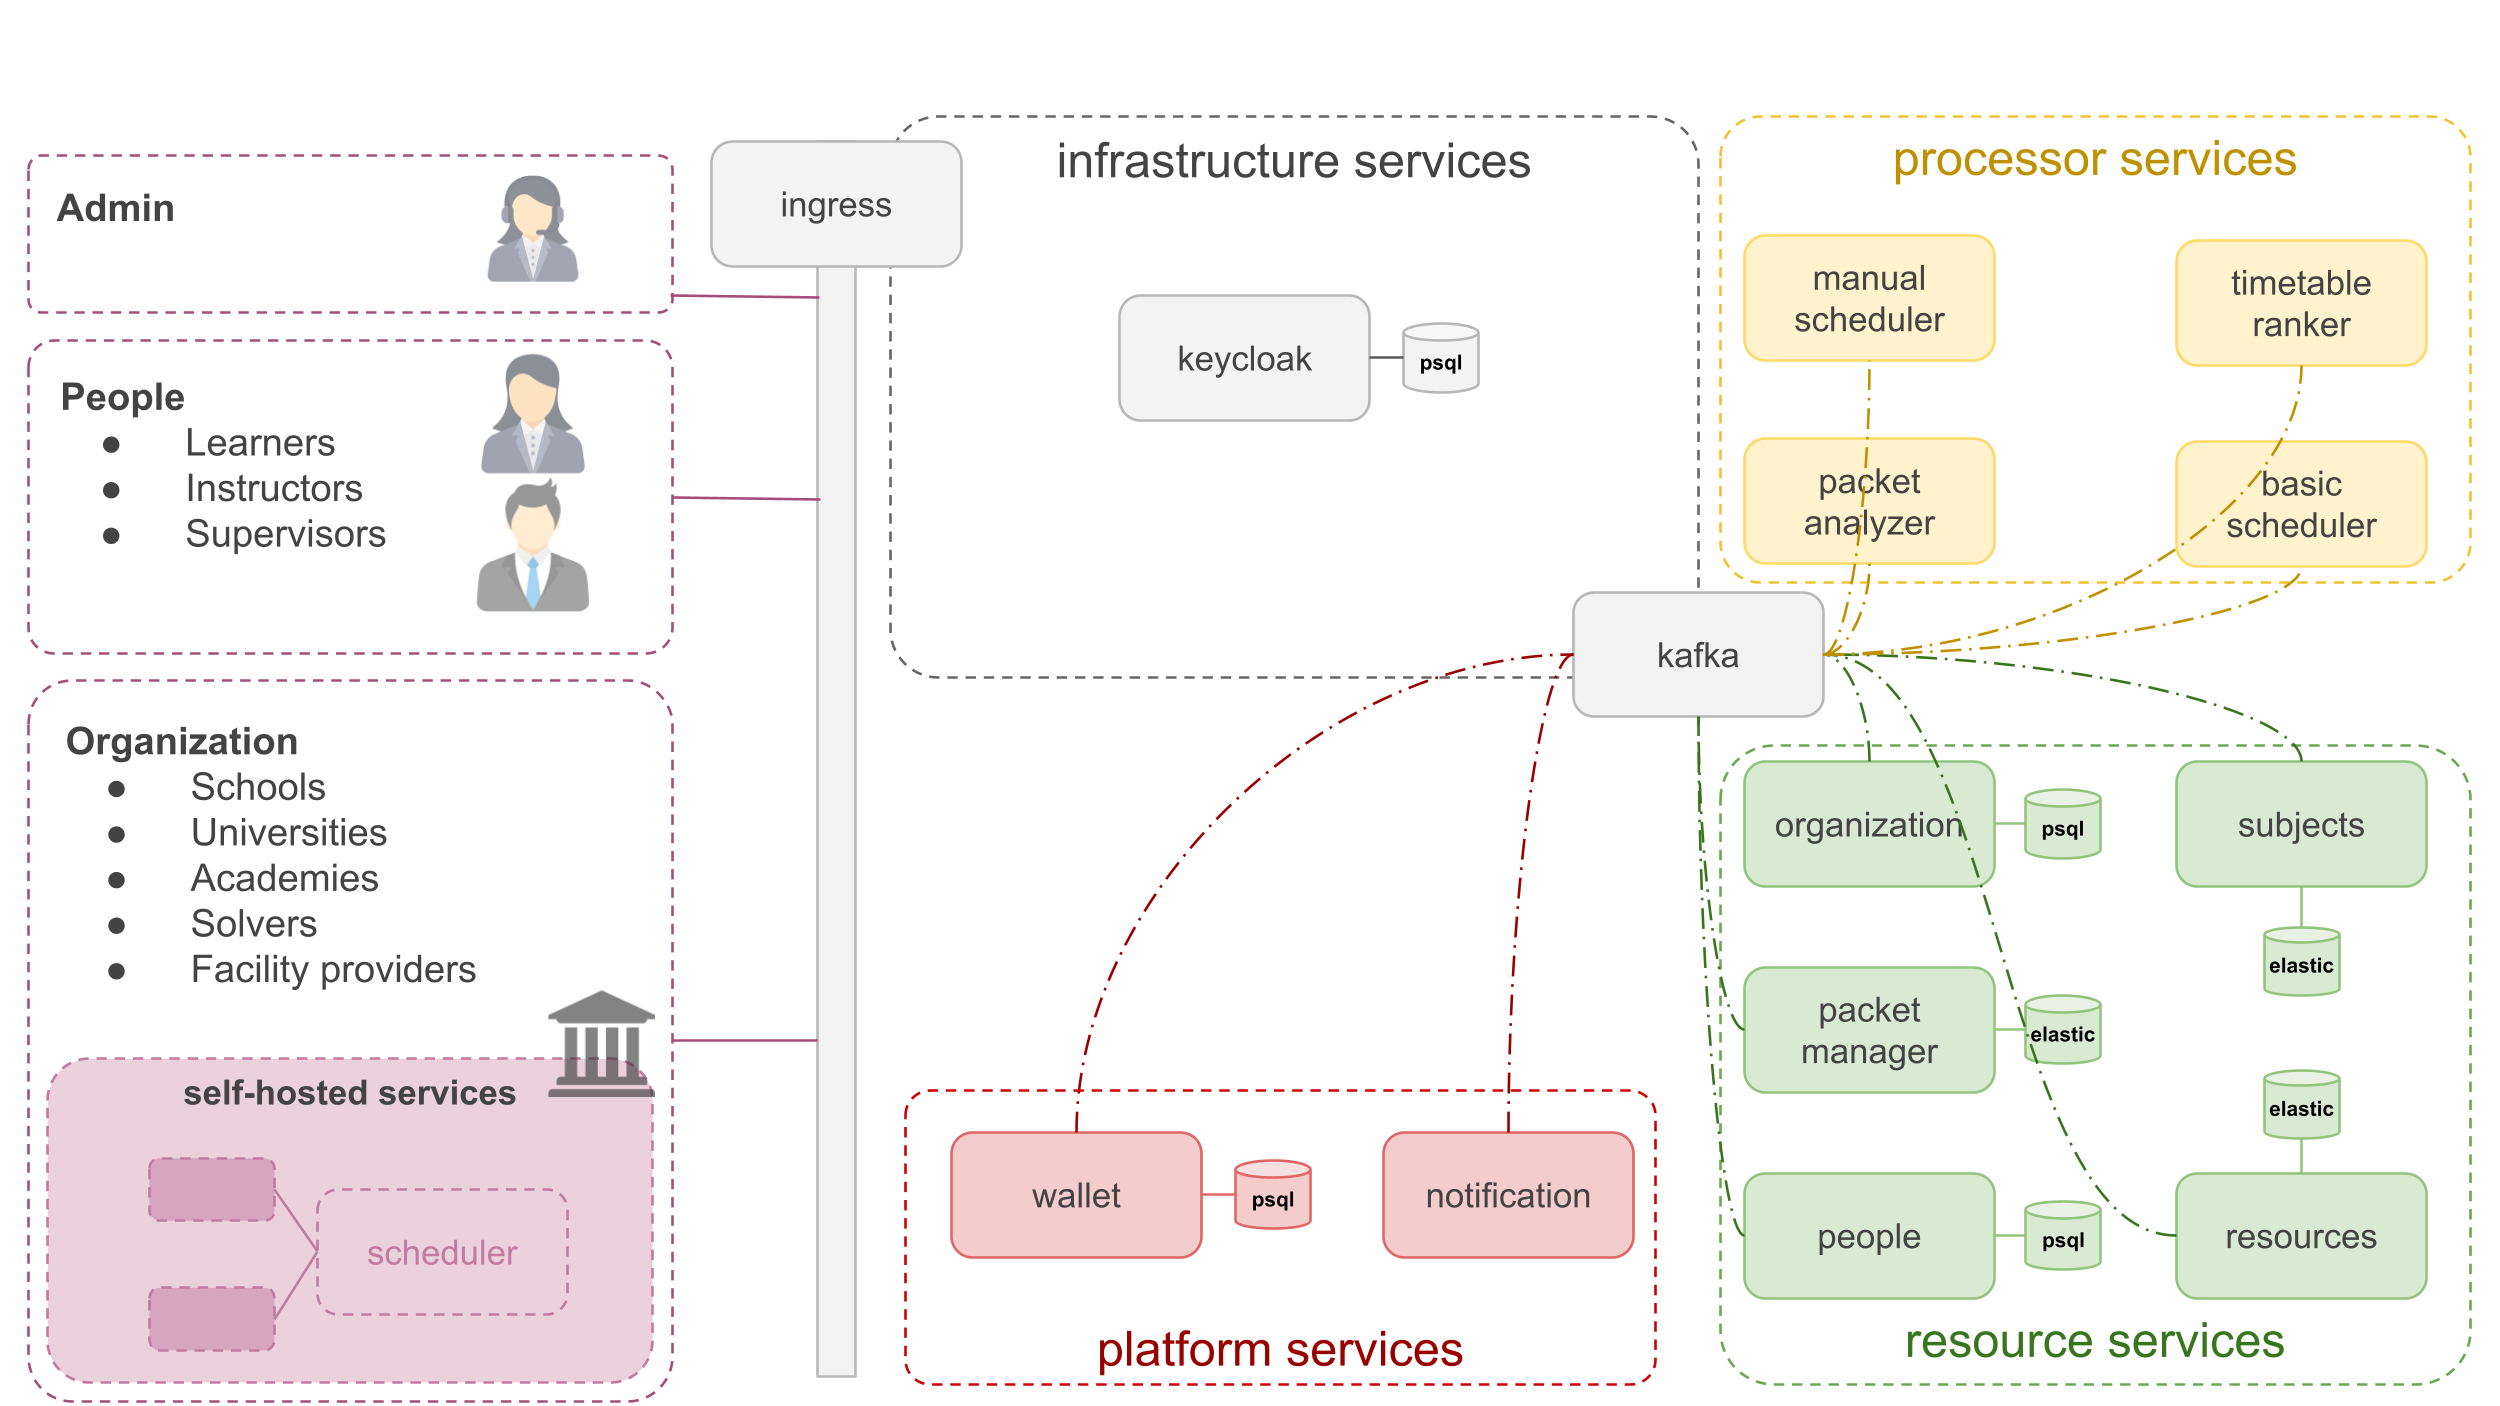 Admin
People
● Learners
● Instructors
● Supervisors
Organization
● Schools
● Universities
● Academies
● Solvers
● Facility providers
self-hosted services
scheduler
ingress
infrastructure services
keycloak
psql
kafka
processor services
manual
scheduler
timetable
ranker
packet
analyzer
basic
scheduler
organization
psql
subjects
elastic
packet
manager
elastic
elastic
people
psql
resources
resource services
wallet
psql
notification
platform services